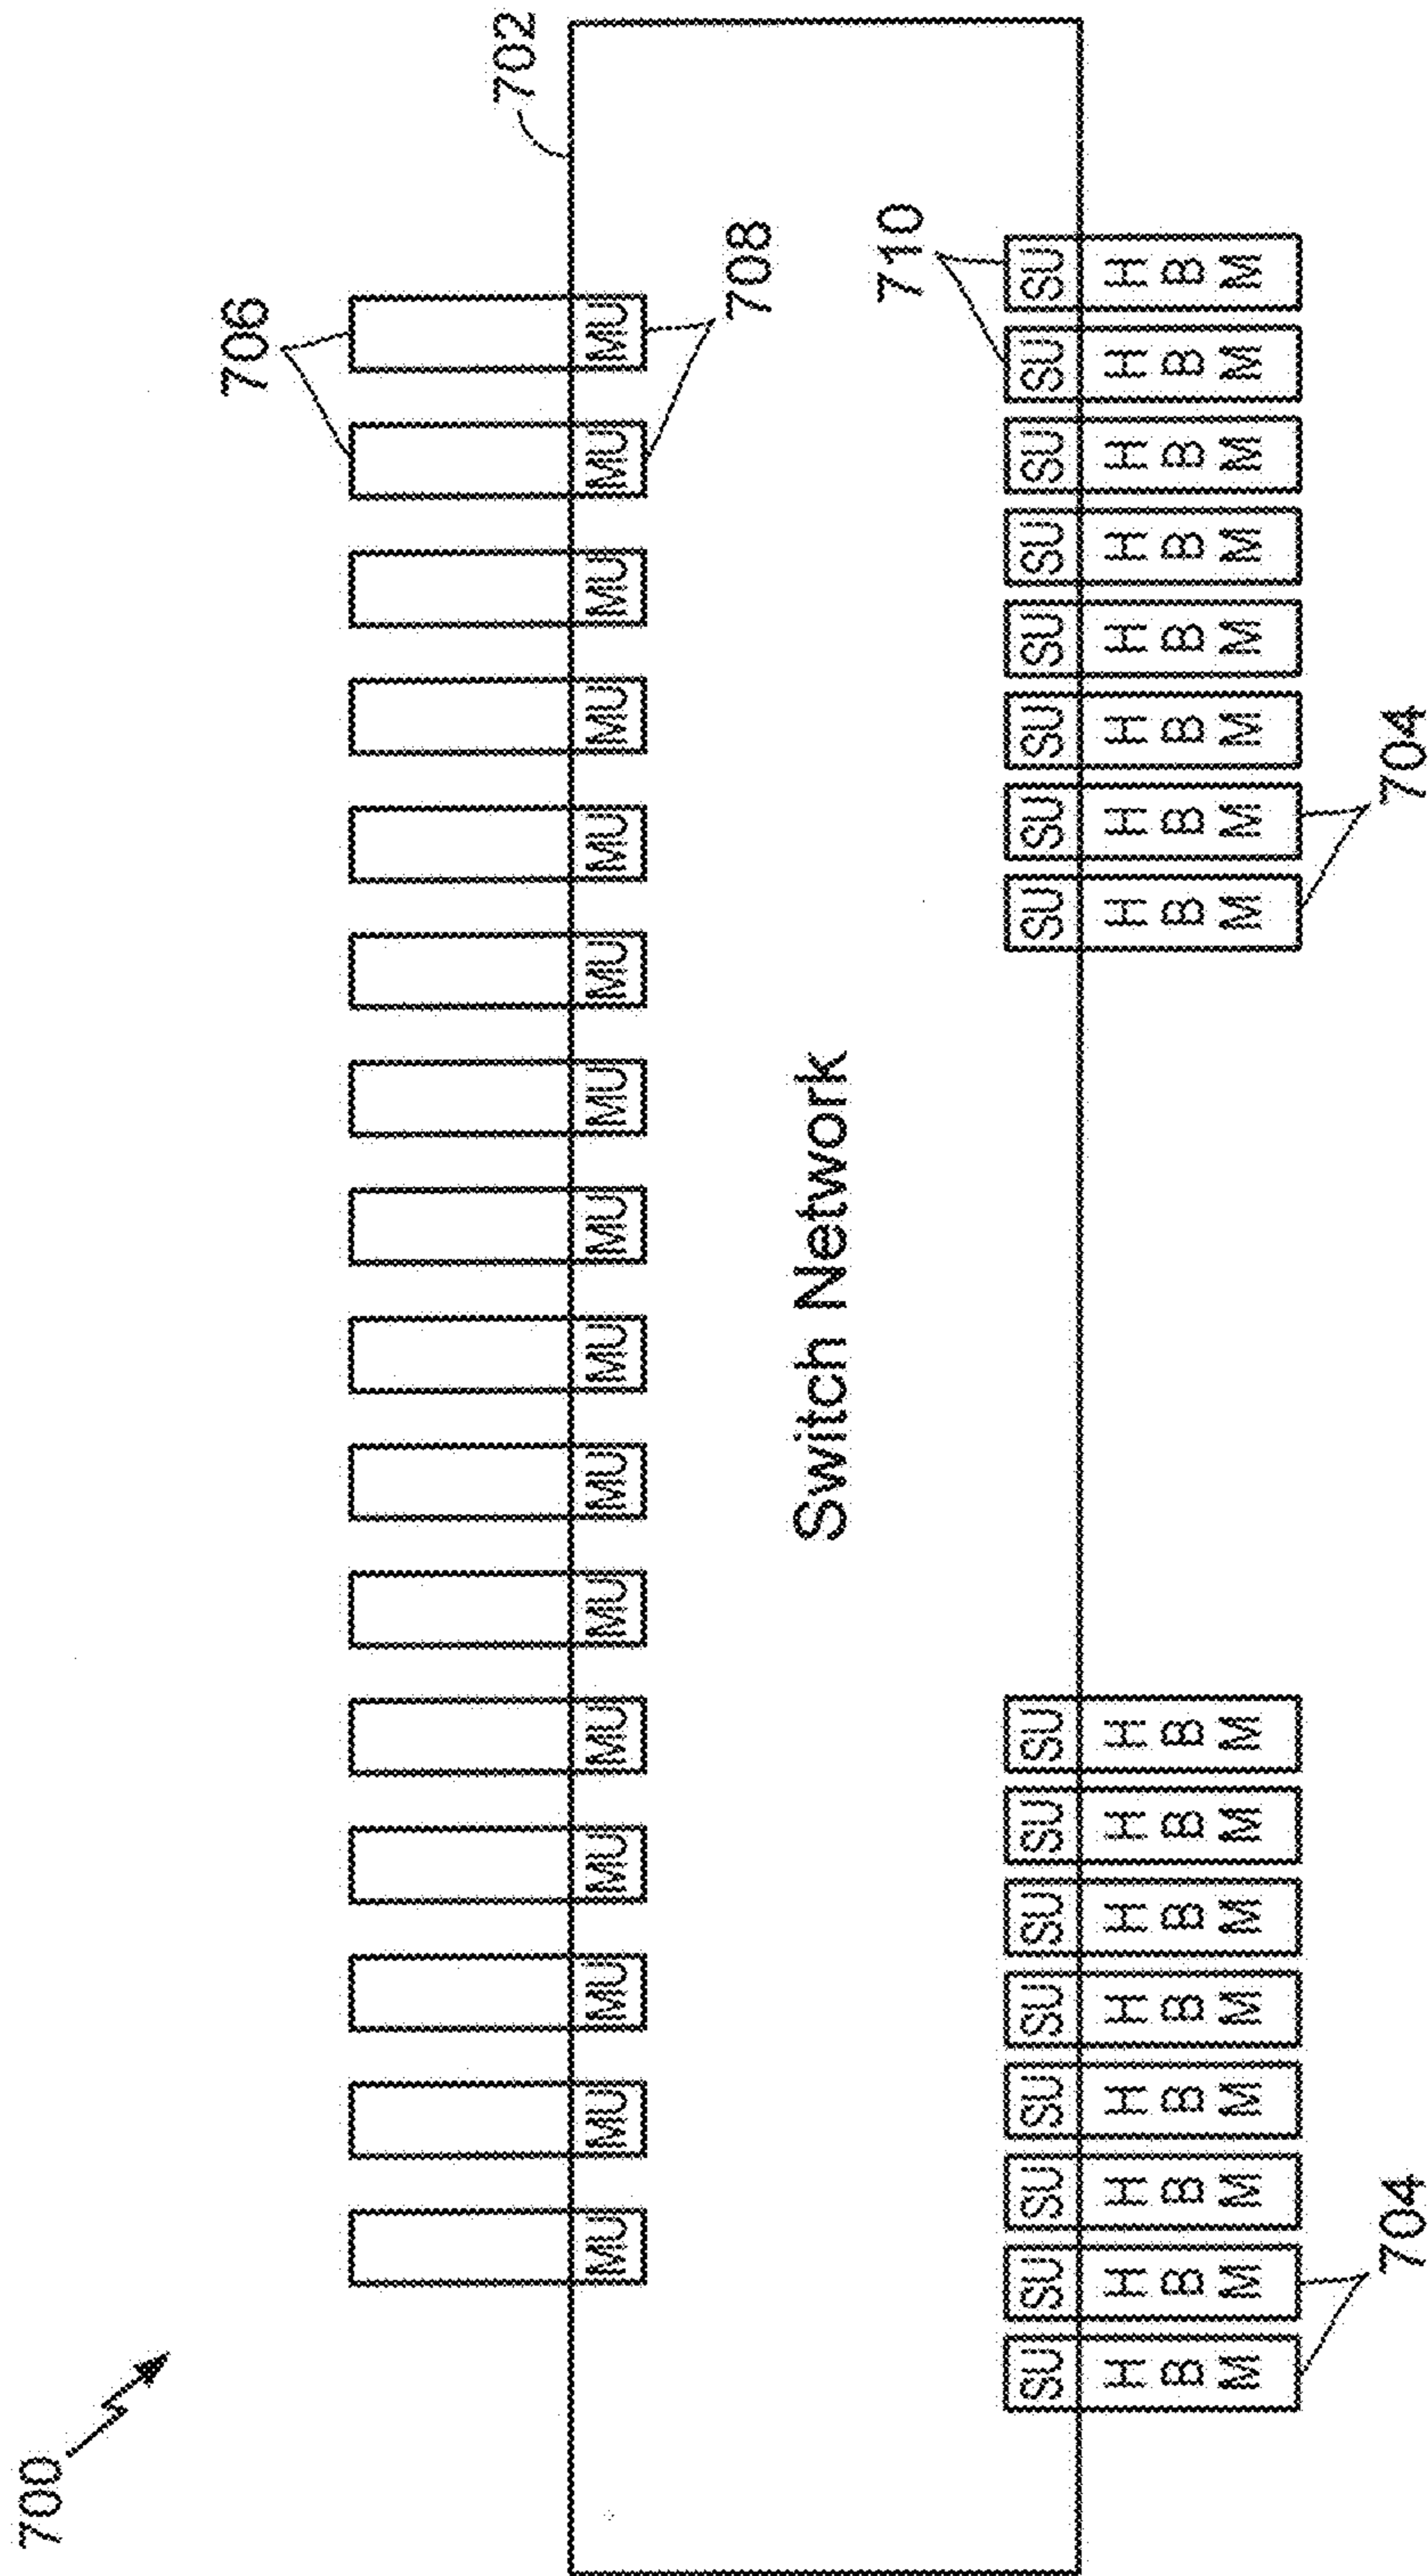 700
706
702
MU MU MU MU MU MU MU MU MU MU MU MU MU MU MU MU
708
Switch Network
710
SU SU SU SU SU SU SU SU SU SU SU SU SU SU SU SU
H H H H H H H H H H H H H H H H
B B B B B B B B B B B B B B B B
M M M M M M M M M M M M M M M M
704 704